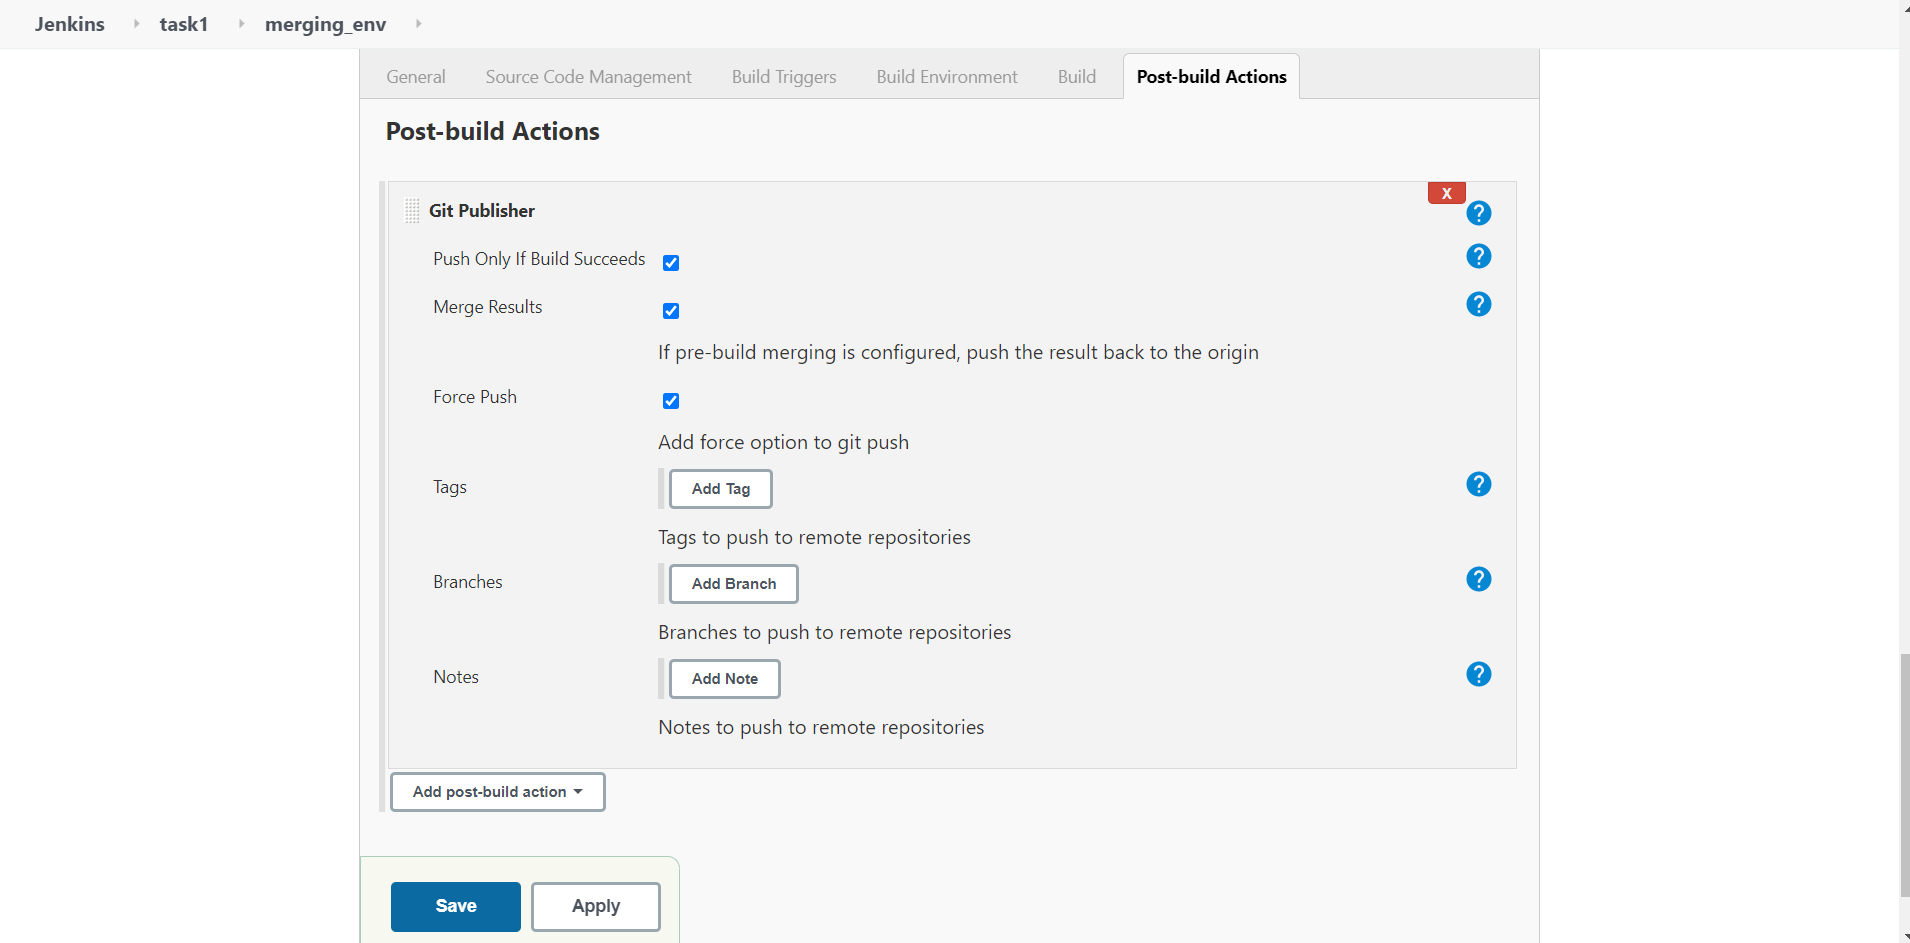 Jenkins task1 merging_env
General Source Code Management Build Triggers Build Environment Build Post-build Actions
Post-build Actions
X
Git Publisher ?
Push Only If Build Succeeds ?
Merge Results ?
If pre-build merging is configured, push the result back to the origin
Force Push
Add force option to git push
Tags Add Tag ?
Tags to push to remote repositories
Branches Add Branch ?
Branches to push to remote repositories
Notes Add Note ?
Notes to push to remote repositories
Add post-build action
Save Apply